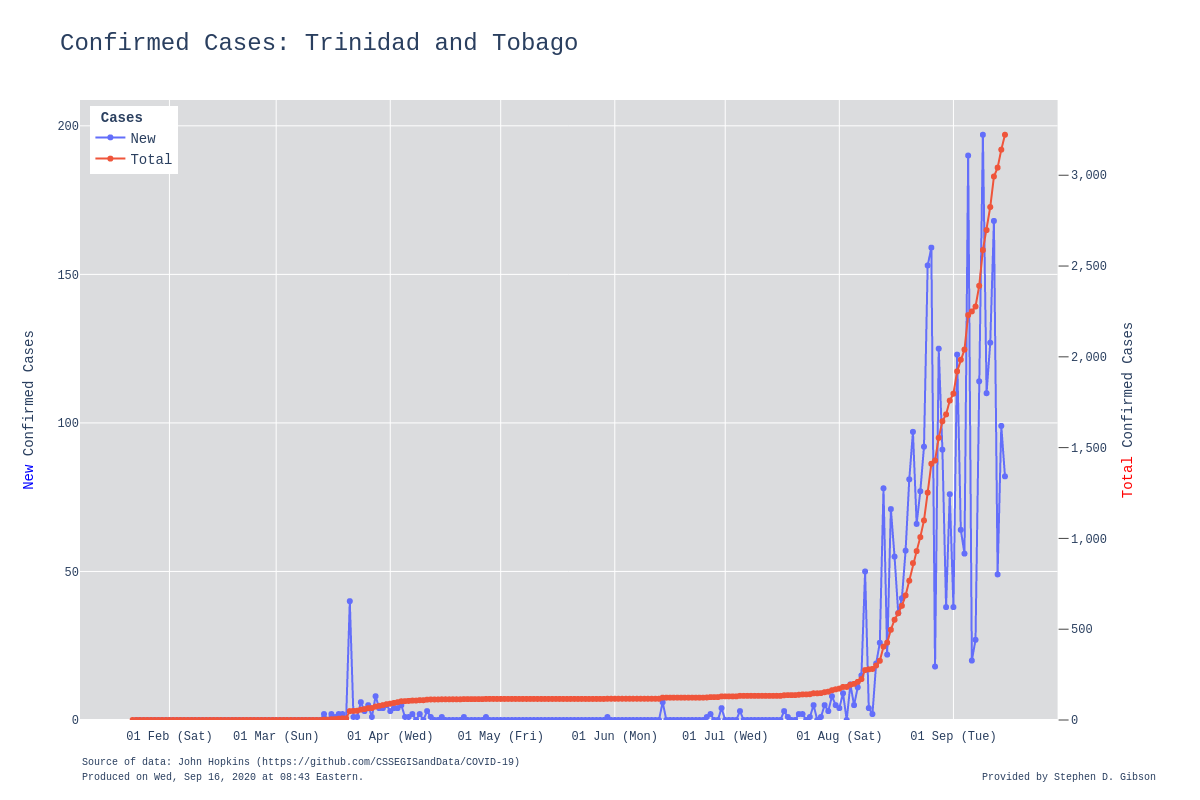 Confirmed Cases: Trinidad and Tobago
Cases
New
Total
200
150
100
50
0
3,000
2,500
2,000
1,500
1,000
500
0
New Confirmed Cases
Total Confirmed Cases
01 Feb (Sat) 01 Mar (Sun) 01 Apr (Wed) 01 May (Fri) 01 Jun (Mon) 01 Jul (Wed) 01 Aug (Sat) 01 Sep (Tue)
Source of data: John Hopkins (https://github.com/CSSEGISandData/COVID-19)
Produced on Wed, Sep 16, 2020 at 08:43 Eastern.
Provided by Stephen D. Gibson